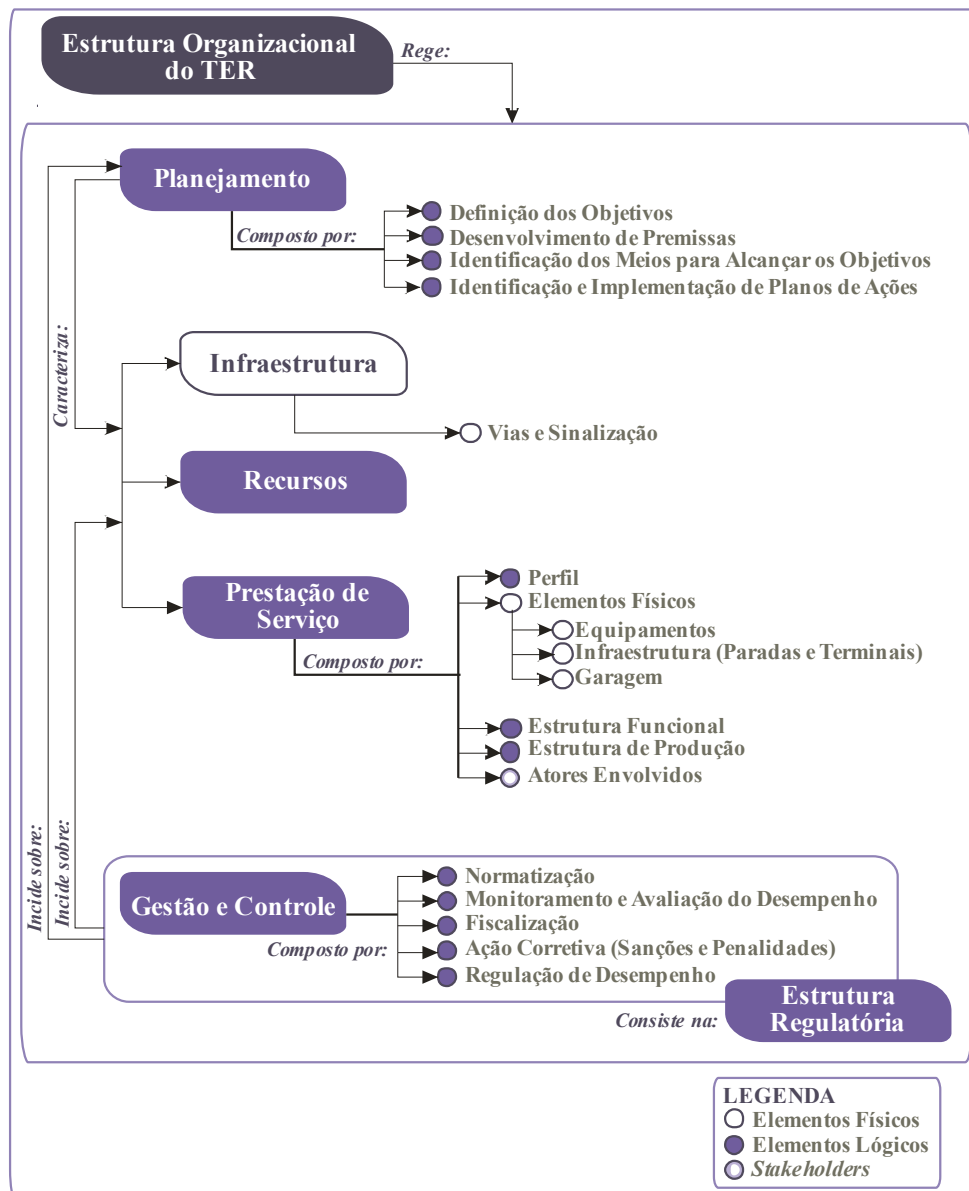 Estrutura Organizacional
do TER
Rege:
Planejamento
Composto por:
Definição dos Objetivos
Desenvolvimento de Premissas
Identificação dos Meios para Alcançar os Objetivos
Identificação e Implementação de Planos de Ações
Caracteriza:
Infraestrutura
Vias e Sinalização
Recursos
Prestação de
Serviço
Composto por:
Perfil
Elementos Físicos
Equipamentos
Infraestrutura (Paradas e Terminais)
Garagem
Estrutura Funcional
Estrutura de Produção
Atores Envolvidos
Incide sobre:
Incide sobre:
Gestão e Controle
Composto por:
Normatização
Monitoramento e Avaliação do Desempenho
Fiscalização
Ação Corretiva (Sanções e Penalidades)
Regulação de Desempenho
Consiste na:
Estrutura
Regulatória
LEGENDA
Elementos Físicos
Elementos Lógicos
Stakeholders